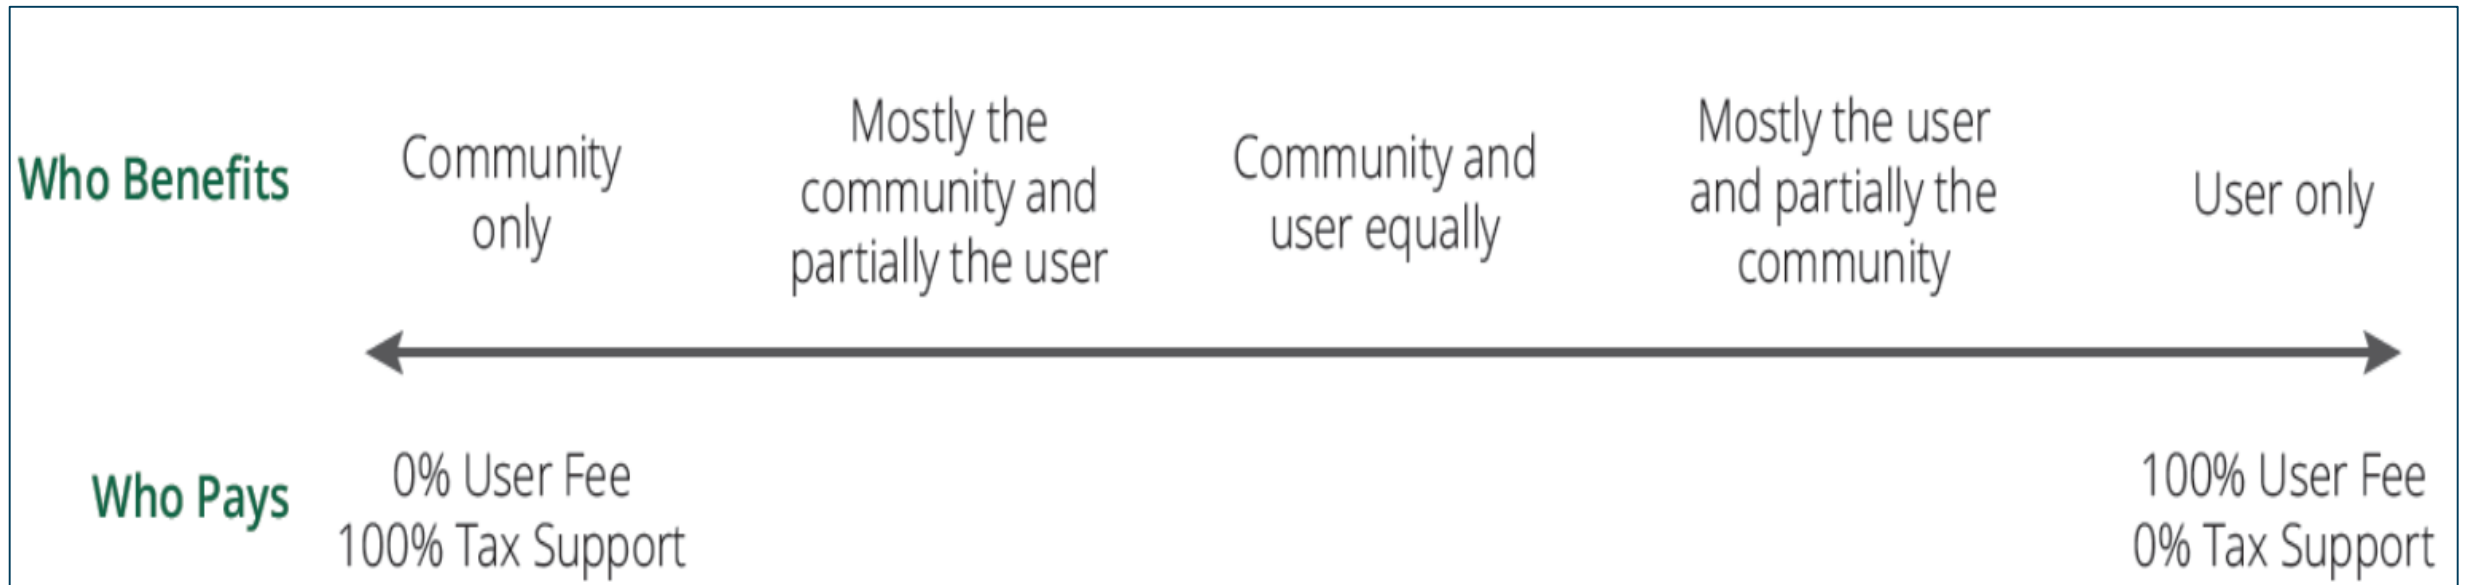 Who Benefits
Community
only
Mostly the
community and
partially the user
Community and
user equally
Mostly the user
and partially the
community
User only
Who Pays
0% User Fee
100% Tax Support
100% User Fee
0% Tax Support